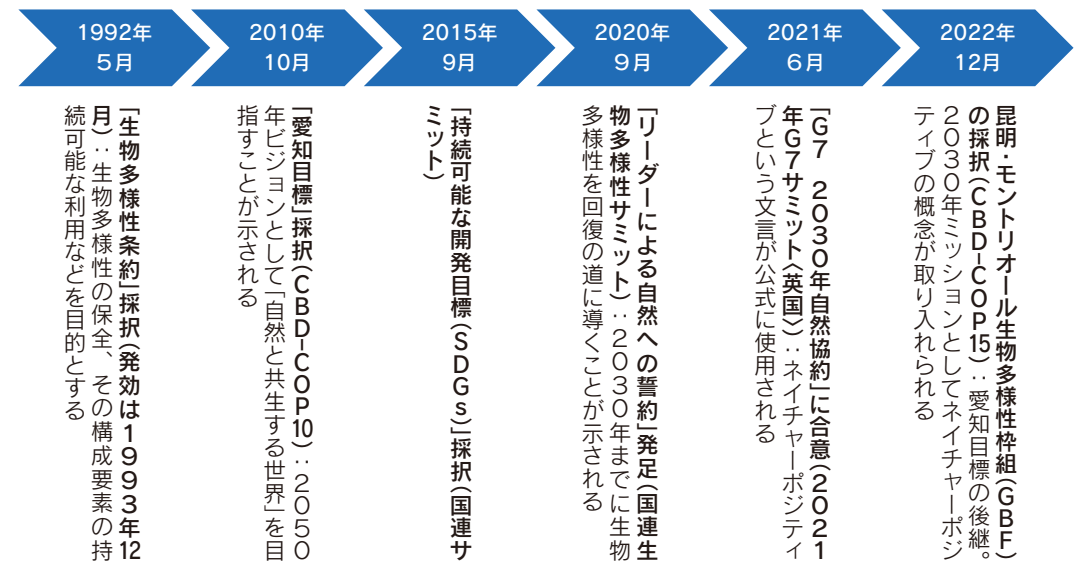 1992年
5月
2010年
10月
2015年
9月
2020年
9月
2021年
6月
2022年
12月
「生物多様性条約」採択(発効は1993年12
月):生物多様性の保全、その構成要素の持
続可能な利用などを目的とする
「愛知目標」採択(CBD-COP10):2050
年ビジョンとして「自然と共生する世界」を目
指すことが示される
「持続可能な開発目標(SDGs)」採択(国連サ
ミット)
「リーダーによる自然への誓約」発足(国連生
物多様性サミット):2030年までに生物
多様性を回復の道に導くことが示される
「G7 2030年自然協約」に合意(2021
年G7サミット〈英国〉):ネイチャーポジティ
ブという文言が公式に使用される
昆明・モントリオール生物多様性枠組(GBF)
の採択(CBD-COP15):愛知目標の後継。
2030年ミッションとしてネイチャーポジ
ティブの概念が取り入れられる